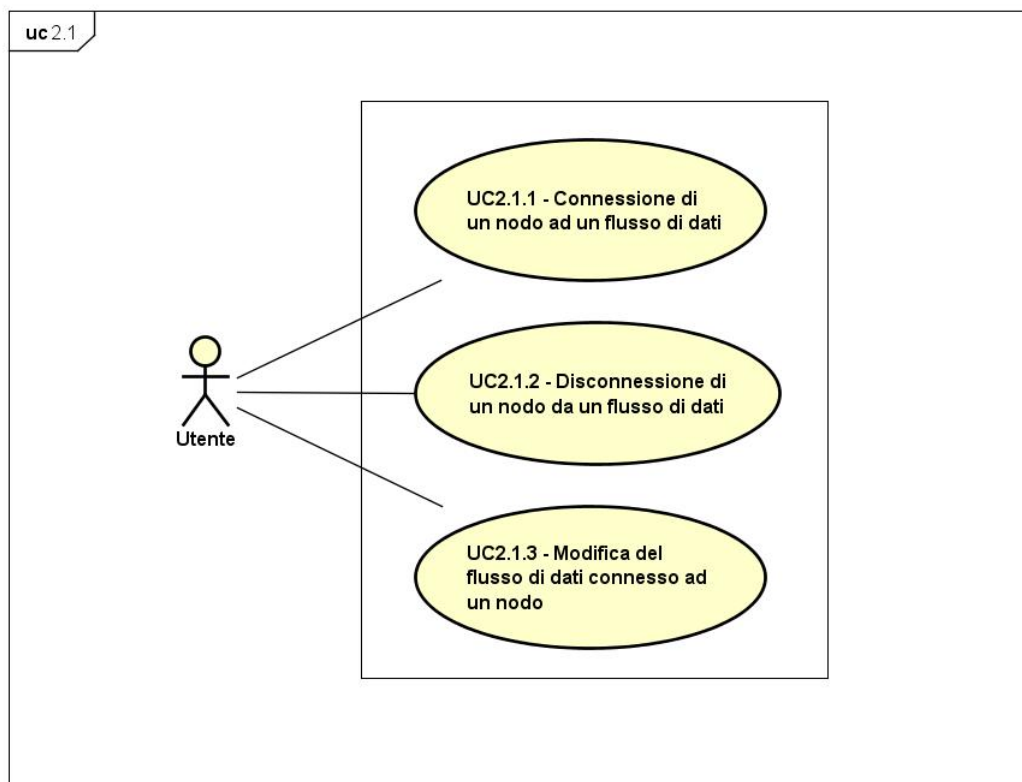 uc 2.1
UC2.1.1 - Connessione di
un nodo ad un flusso di dati
UC2.1.2 - Disconnessione di
un nodo da un flusso di dati
Utente
UC2.1.3 - Modifica del
flusso di dati connesso ad
un nodo